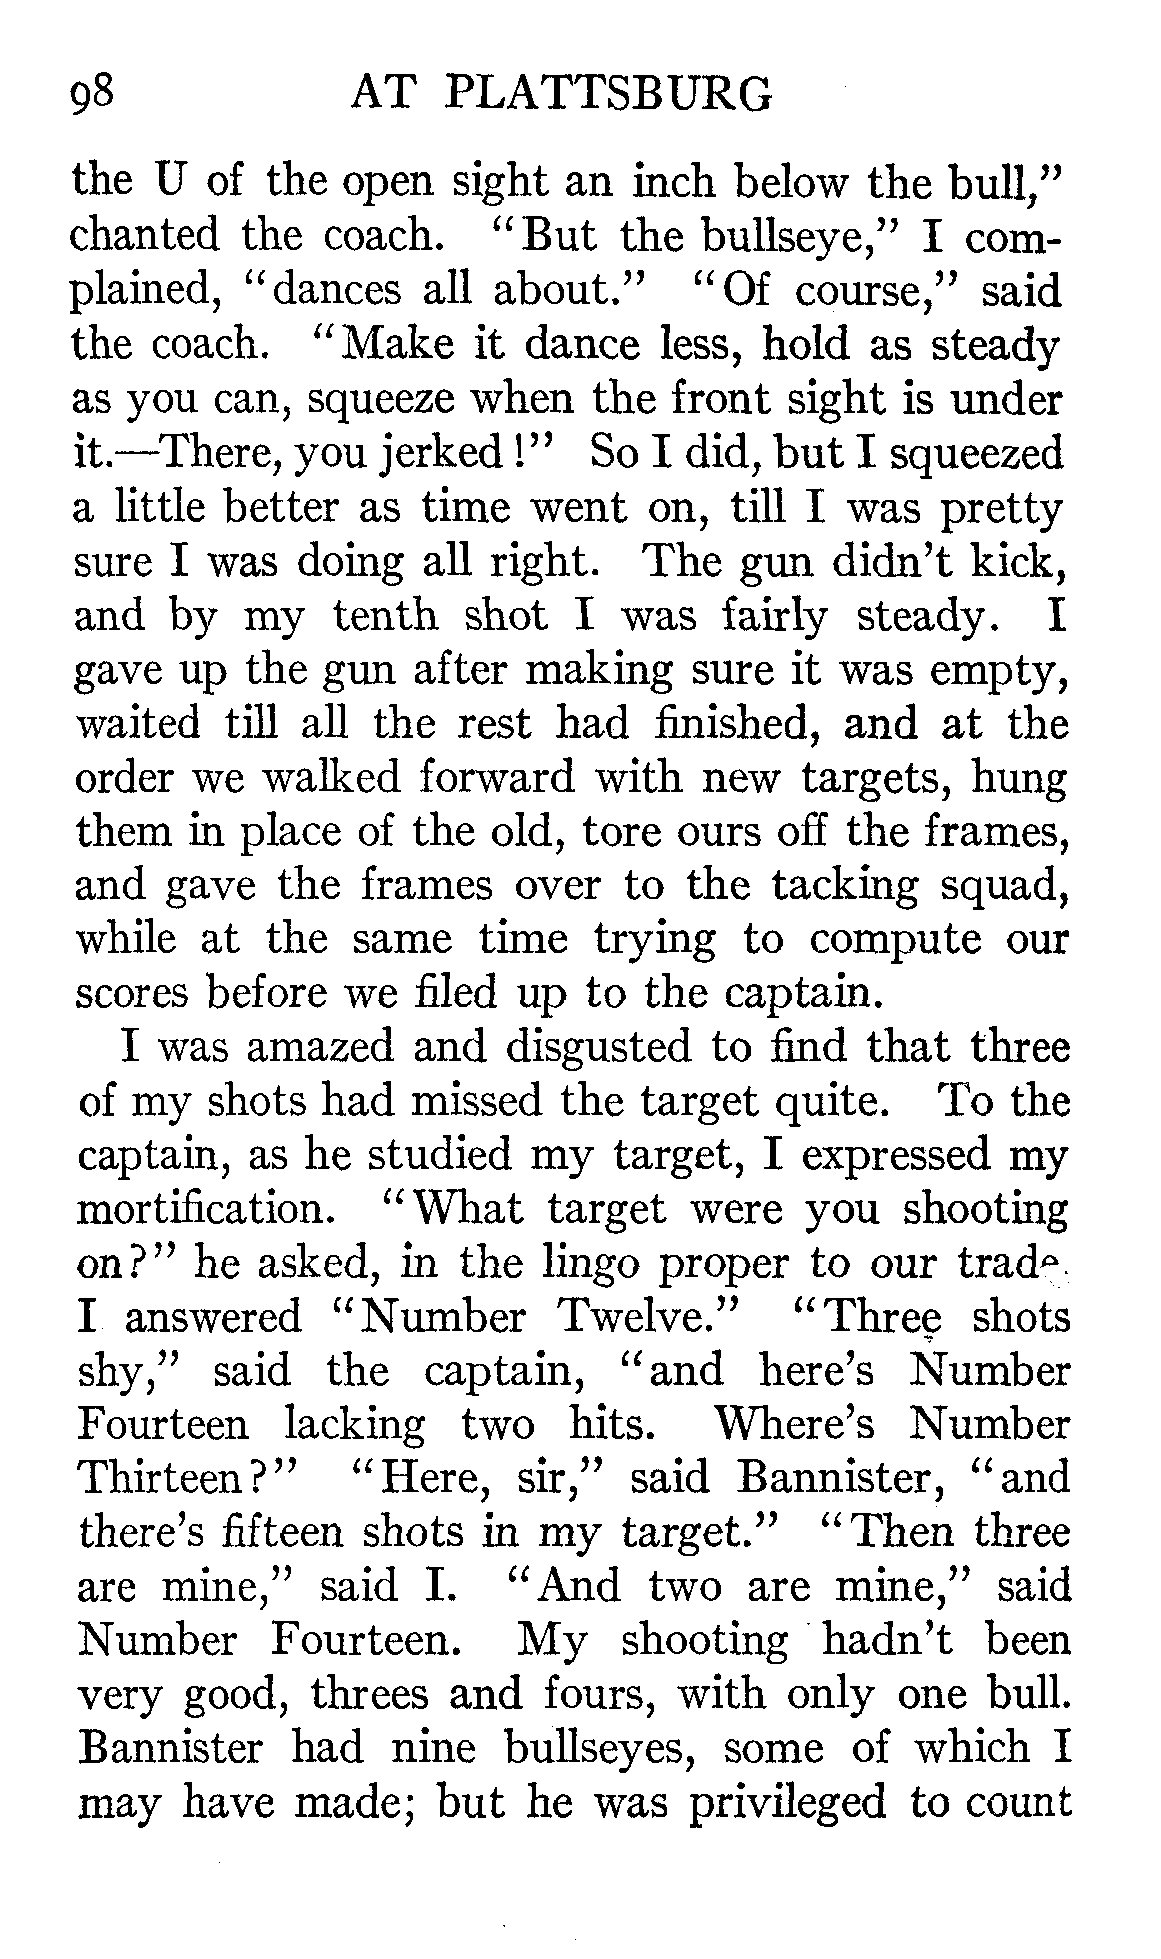 98 AT PLATTSBURG
the U of the open sight an inch below the bull,”
chanted the coach. “But the bullseye,” I com-
plained, “dances all about.” “Of course,” said
the coach. “Make it dance less, hold as steady
as you can, squeeze when the front sight is under
it.—There, you jerked!” So I did, but I squeezed
a little better as time went on, till I was pretty
sure I was doing all right. The gun didn’t kick,
and by my tenth shot I was fairly steady. I
gave up the gun after making sure it was empty,
waited till all the rest had finished, and at the
order we walked forward with new targets, hung
them in place of the old, tore ours off the frames,
and gave the frames over to the tacking squad,
while at the same time trying to compute our
scores before we filed up to the captain.
I was amazed and disgusted to find that three
of my shots had missed the target quite. To the
captain, as he studied my target, I expressed my
mortification. “What target were you shooting
on?” he asked, in the lingo proper to our trade.
I answered “Number Twelve.” “Three shots
shy,” said the captain, “and here’s Number
Fourteen lacking two hits. Where’s Number
Thirteen?” “Here, sir,” said Bannister, “and
there’s fifteen shots in my target.” “Then three
are mine,” said I. “And two are mine,” said
Number Fourteen. My shooting hadn’t been
very good, threes and fours, with only one bull.
Bannister had nine bullseyes, some of which I
may have made; but he was privileged to count